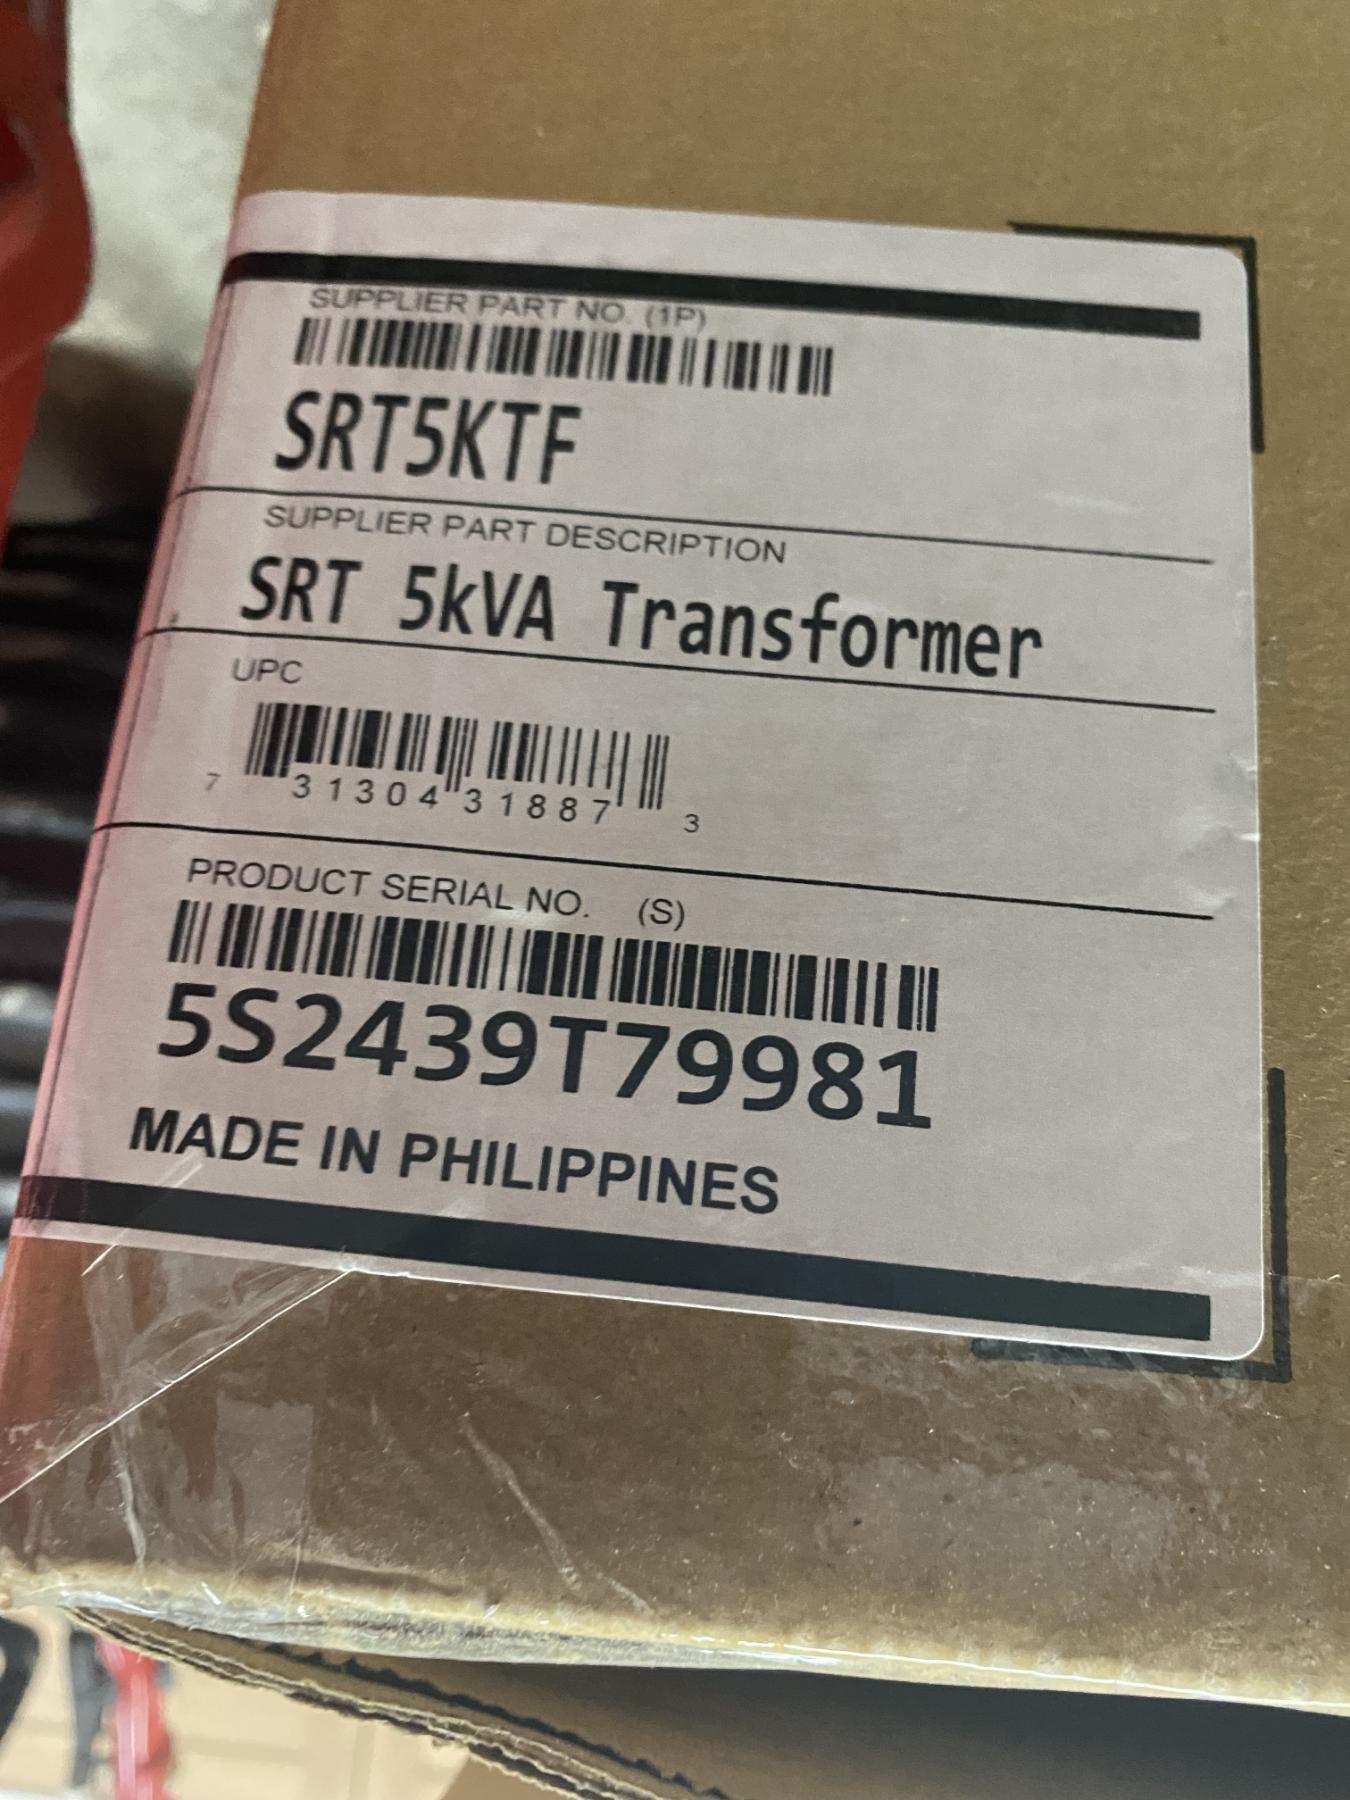 SUPPLIER PART NO. (1P)
SRT5KTF
SUPPLIER PART DESCRIPTION
SRT 5kVA Transformer
UPC
7 31304 31887 3
PRODUCT SERIAL NO. (S)
5S2439T79981
MADE IN PHILIPPINES